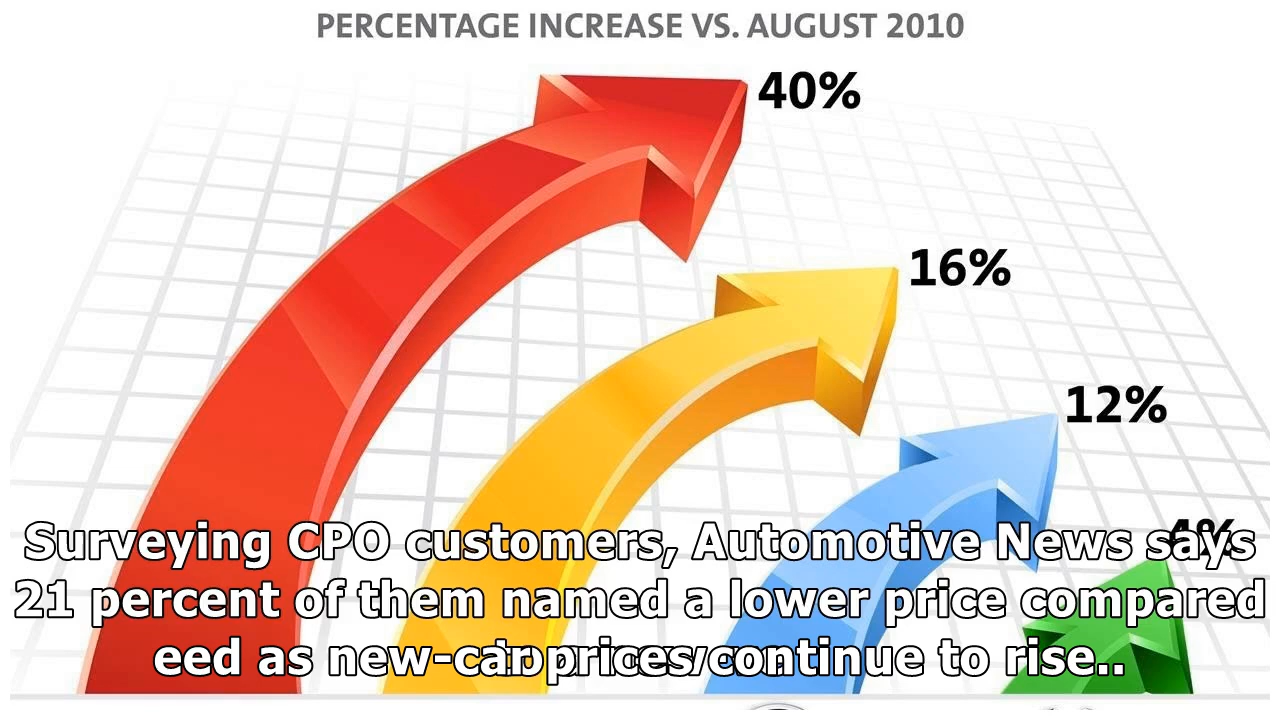 PERCENTAGE INCREASE VS. AUGUST 2010
40%
16%
12%
4%
Surveying CPO customers, Automotive News says
21 percent of them named a lower price compared
eed as new-car prices continue to rise..